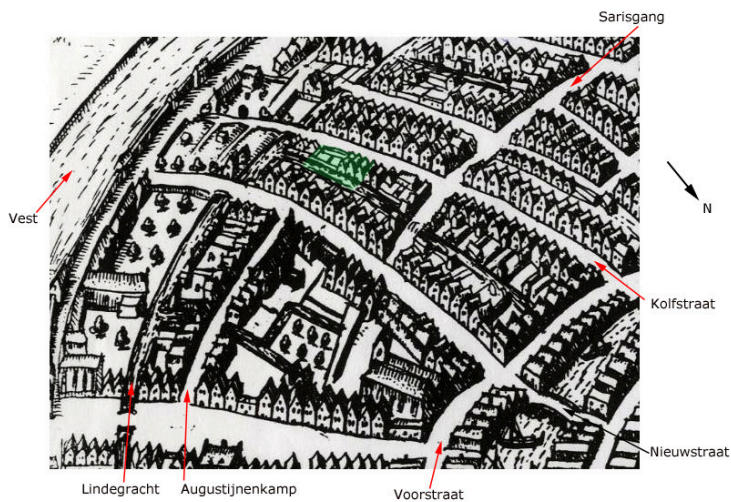 Sarisgang
Vest
N
Kolfstraat
Nieuwstraat
Lindegracht
Augustijnenkamp
Voorstraat